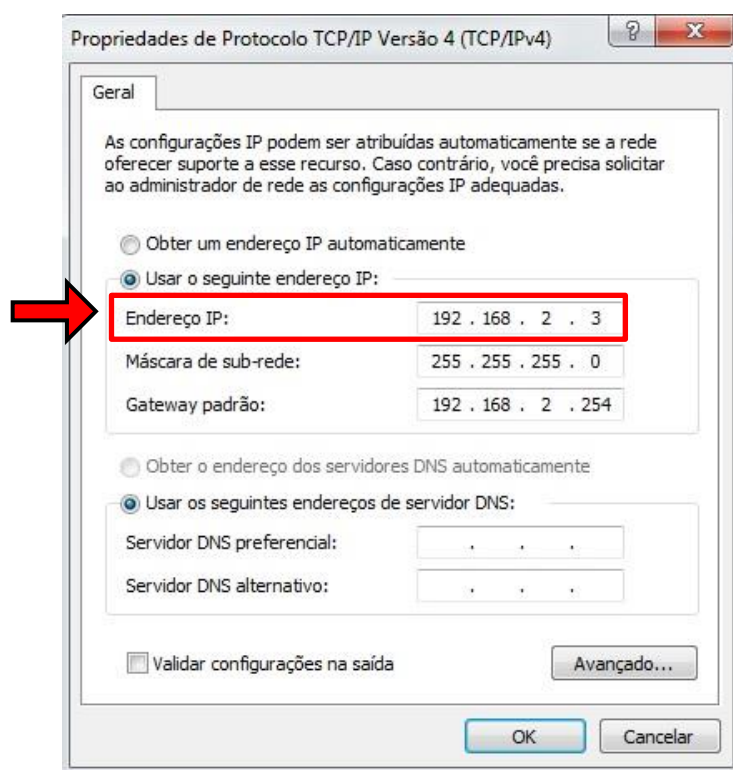 Propriedades de Protocolo TCP/IP Versão 4 (TCP/IPv4)
Geral
As configurações IP podem ser atribuídas automaticamente se a rede
oferecer suporte a esse recurso. Caso contrário, você precisa solicitar
ao administrador de rede as configurações IP adequadas.
Obter um endereço IP automaticamente
Usar o seguinte endereço IP:
Endereço IP: 192 . 168 . 2 . 3
Máscara de sub-rede: 255 . 255 . 255 . 0
Gateway padrão: 192 . 168 . 2 . 254
Obter o endereço dos servidores DNS automaticamente
Usar os seguintes endereços de servidor DNS:
Servidor DNS preferencial: . . .
Servidor DNS alternativo: . . .
Validar configurações na saída Avançado...
OK Cancelar